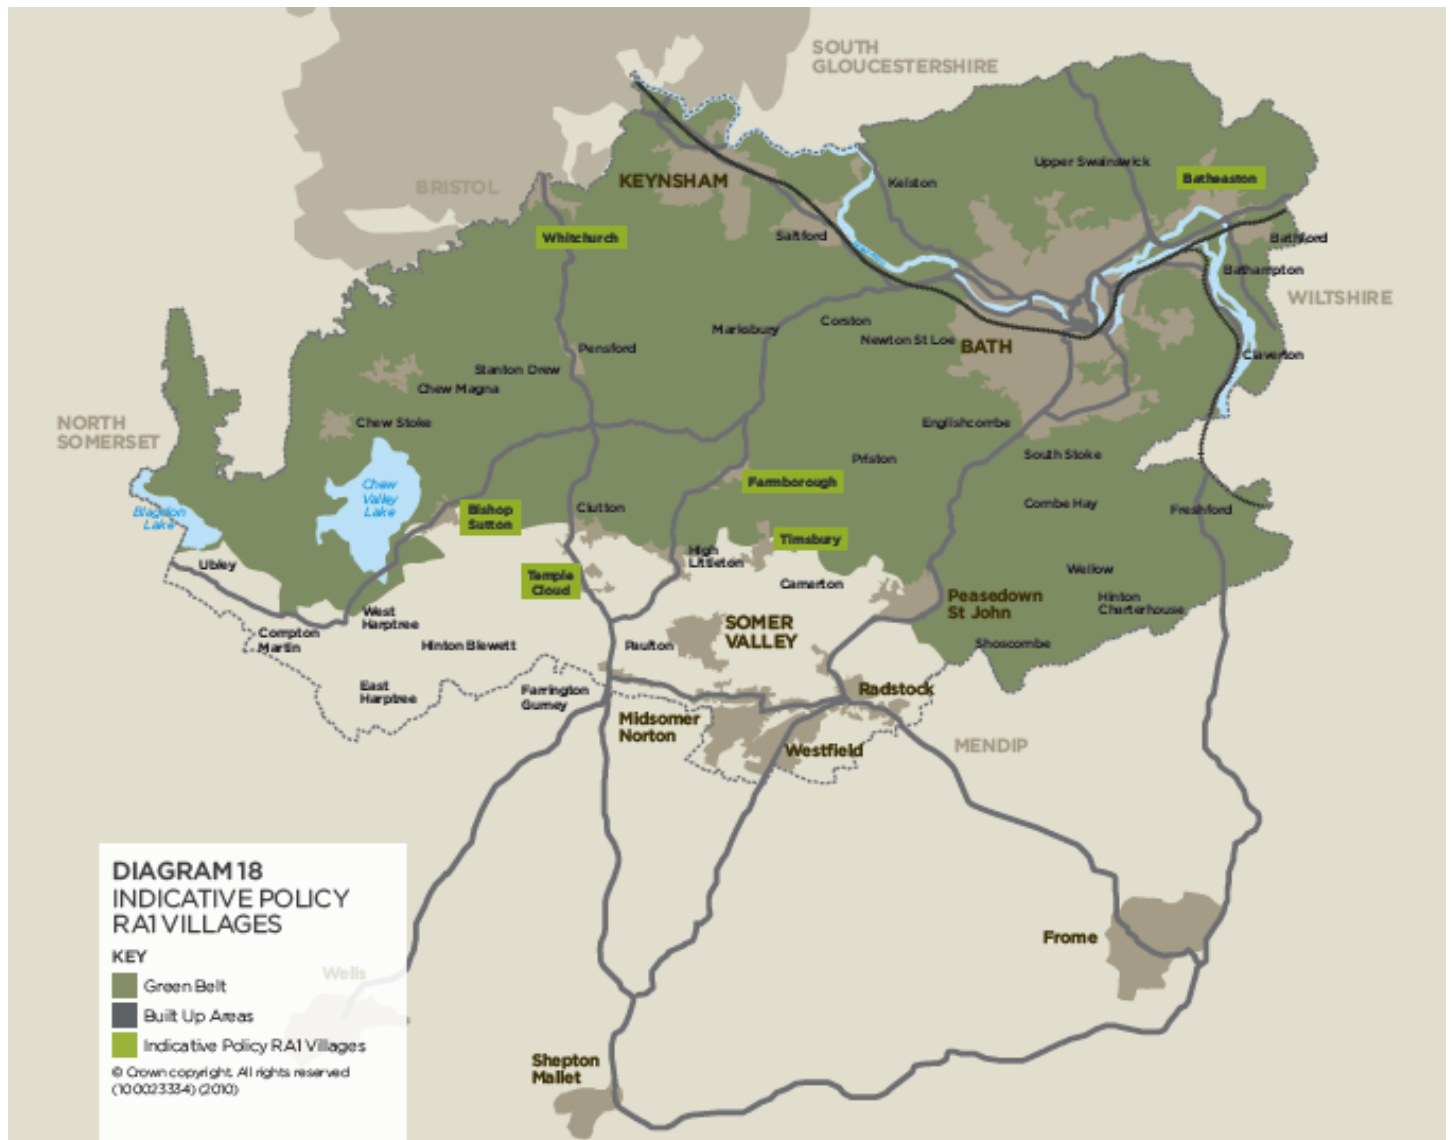 SOUTH
GLOUCESTERSHIRE
Upper Swainswick
Batheaston
BRISTOL
KEYNSHAM
Kelston
Whitchurch
Saltford
Bathford
Bathampton
WILTSHIRE
Marksbury
Corston
Newton St Loe
BATH
Claverton
Pensford
Stanton Drew
Chew Magna
NORTH
SOMERSET
Chew Stoke
Englishcombe
South Stoke
Priston
Chew
Valley
Lake
Farmborough
Blagdon
Lake
Bishop
Sutton
Clutton
Combe Hay
Freshford
Timsbury
High
Littleton
Ubley
Temple
Cloud
Camerton
Wellow
Peasedown
St John
Hinton
Charterhouse
West
Harptree
SOMER
VALLEY
Compton
Martin
Hinton Blewett
Paulton
Shoscombe
East
Harptree
Farrington
Gurney
Radstock
Midsomer
Norton
Westfield
MENDIP
DIAGRAM 18
INDICATIVE POLICY
RA1 VILLAGES
KEY
Wells
Green Belt
Built Up Areas
Indicative Policy RA1 Villages
© Crown copyright. All rights reserved
(100023334) (2010)
Frome
Shepton
Mallet